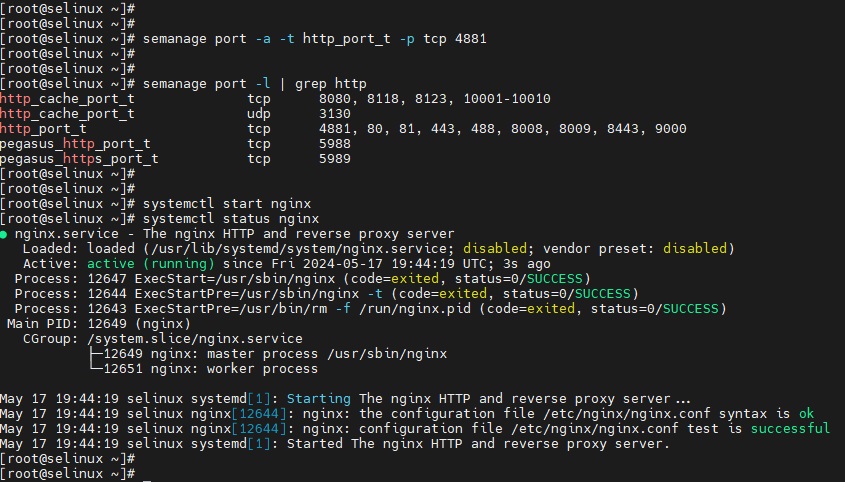 [root@selinux ~]#
[root@selinux ~]#
[root@selinux ~]# semanage port -a -t http_port_t -p tcp 4881
[root@selinux ~]#
[root@selinux ~]#
[root@selinux ~]# semanage port -l | grep http
http_cache_port_t              tcp      8080, 8118, 8123, 10001-10010
http_cache_port_t              udp      3130
http_port_t                    tcp      4881, 80, 81, 443, 488, 8008, 8009, 8443, 9000
pegasus_http_port_t            tcp      5988
pegasus_https_port_t           tcp      5989
[root@selinux ~]#
[root@selinux ~]#
[root@selinux ~]# systemctl start nginx
[root@selinux ~]# systemctl status nginx
● nginx.service - The nginx HTTP and reverse proxy server
   Loaded: loaded (/usr/lib/systemd/system/nginx.service; disabled; vendor preset: disabled)
   Active: active (running) since Fri 2024-05-17 19:44:19 UTC; 3s ago
  Process: 12647 ExecStart=/usr/sbin/nginx (code=exited, status=0/SUCCESS)
  Process: 12644 ExecStartPre=/usr/sbin/nginx -t (code=exited, status=0/SUCCESS)
  Process: 12643 ExecStartPre=/usr/bin/rm -f /run/nginx.pid (code=exited, status=0/SUCCESS)
 Main PID: 12649 (nginx)
   CGroup: /system.slice/nginx.service
           ├─12649 nginx: master process /usr/sbin/nginx
           └─12651 nginx: worker process

May 17 19:44:19 selinux systemd[1]: Starting The nginx HTTP and reverse proxy server...
May 17 19:44:19 selinux nginx[12644]: nginx: the configuration file /etc/nginx/nginx.conf syntax is ok
May 17 19:44:19 selinux nginx[12644]: nginx: configuration file /etc/nginx/nginx.conf test is successful
May 17 19:44:19 selinux systemd[1]: Started The nginx HTTP and reverse proxy server.
[root@selinux ~]#
[root@selinux ~]# _